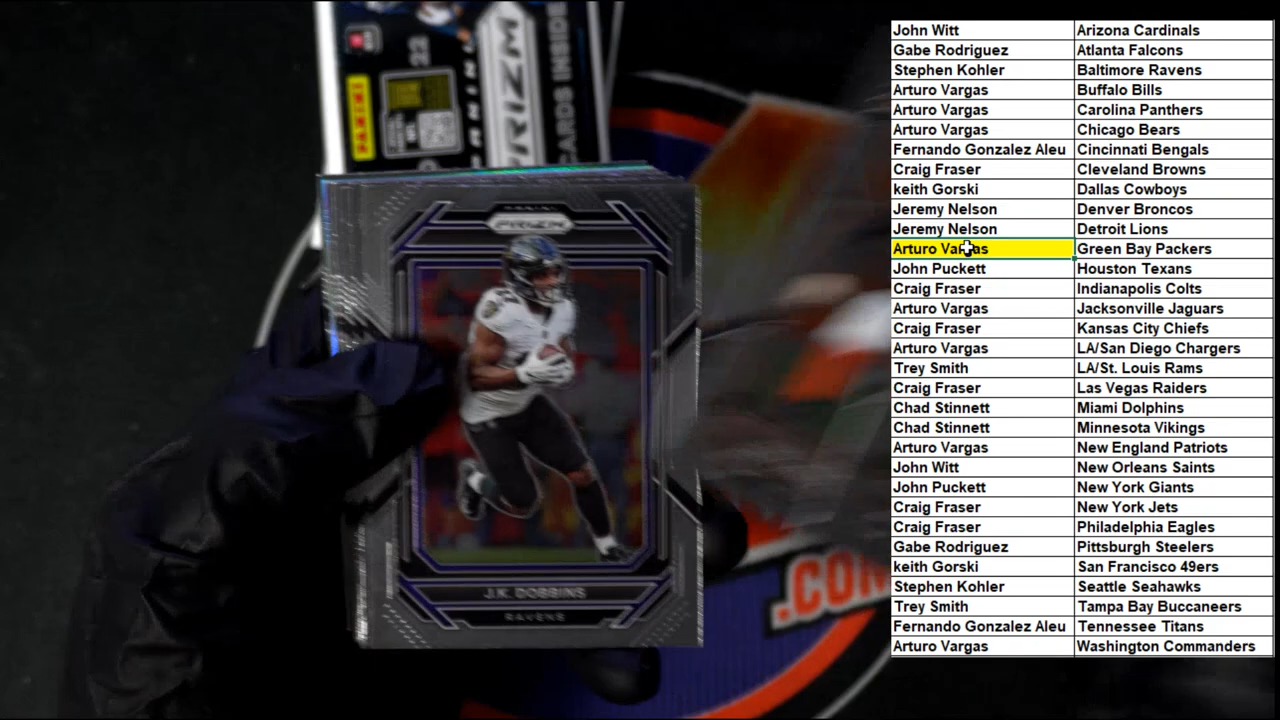 22
PANINI
PRIZM
CARDS INSIDE
PANINI
PRIZM
J.K. DOBBINS
RAVENS
.COM
John Witt Arizona Cardinals
Gabe Rodriguez Atlanta Falcons
Stephen Kohler Baltimore Ravens
Arturo Vargas Buffalo Bills
Arturo Vargas Carolina Panthers
Arturo Vargas Chicago Bears
Fernando Gonzalez Aleu Cincinnati Bengals
Craig Fraser Cleveland Browns
keith Gorski Dallas Cowboys
Jeremy Nelson Denver Broncos
Jeremy Nelson Detroit Lions
Arturo Vargas Green Bay Packers
John Puckett Houston Texans
Craig Fraser Indianapolis Colts
Arturo Vargas Jacksonville Jaguars
Craig Fraser Kansas City Chiefs
Arturo Vargas LA/San Diego Chargers
Trey Smith LA/St. Louis Rams
Craig Fraser Las Vegas Raiders
Chad Stinnett Miami Dolphins
Chad Stinnett Minnesota Vikings
Arturo Vargas New England Patriots
John Witt New Orleans Saints
John Puckett New York Giants
Craig Fraser New York Jets
Craig Fraser Philadelphia Eagles
Gabe Rodriguez Pittsburgh Steelers
keith Gorski San Francisco 49ers
Stephen Kohler Seattle Seahawks
Trey Smith Tampa Bay Buccaneers
Fernando Gonzalez Aleu Tennessee Titans
Arturo Vargas Washington Commanders